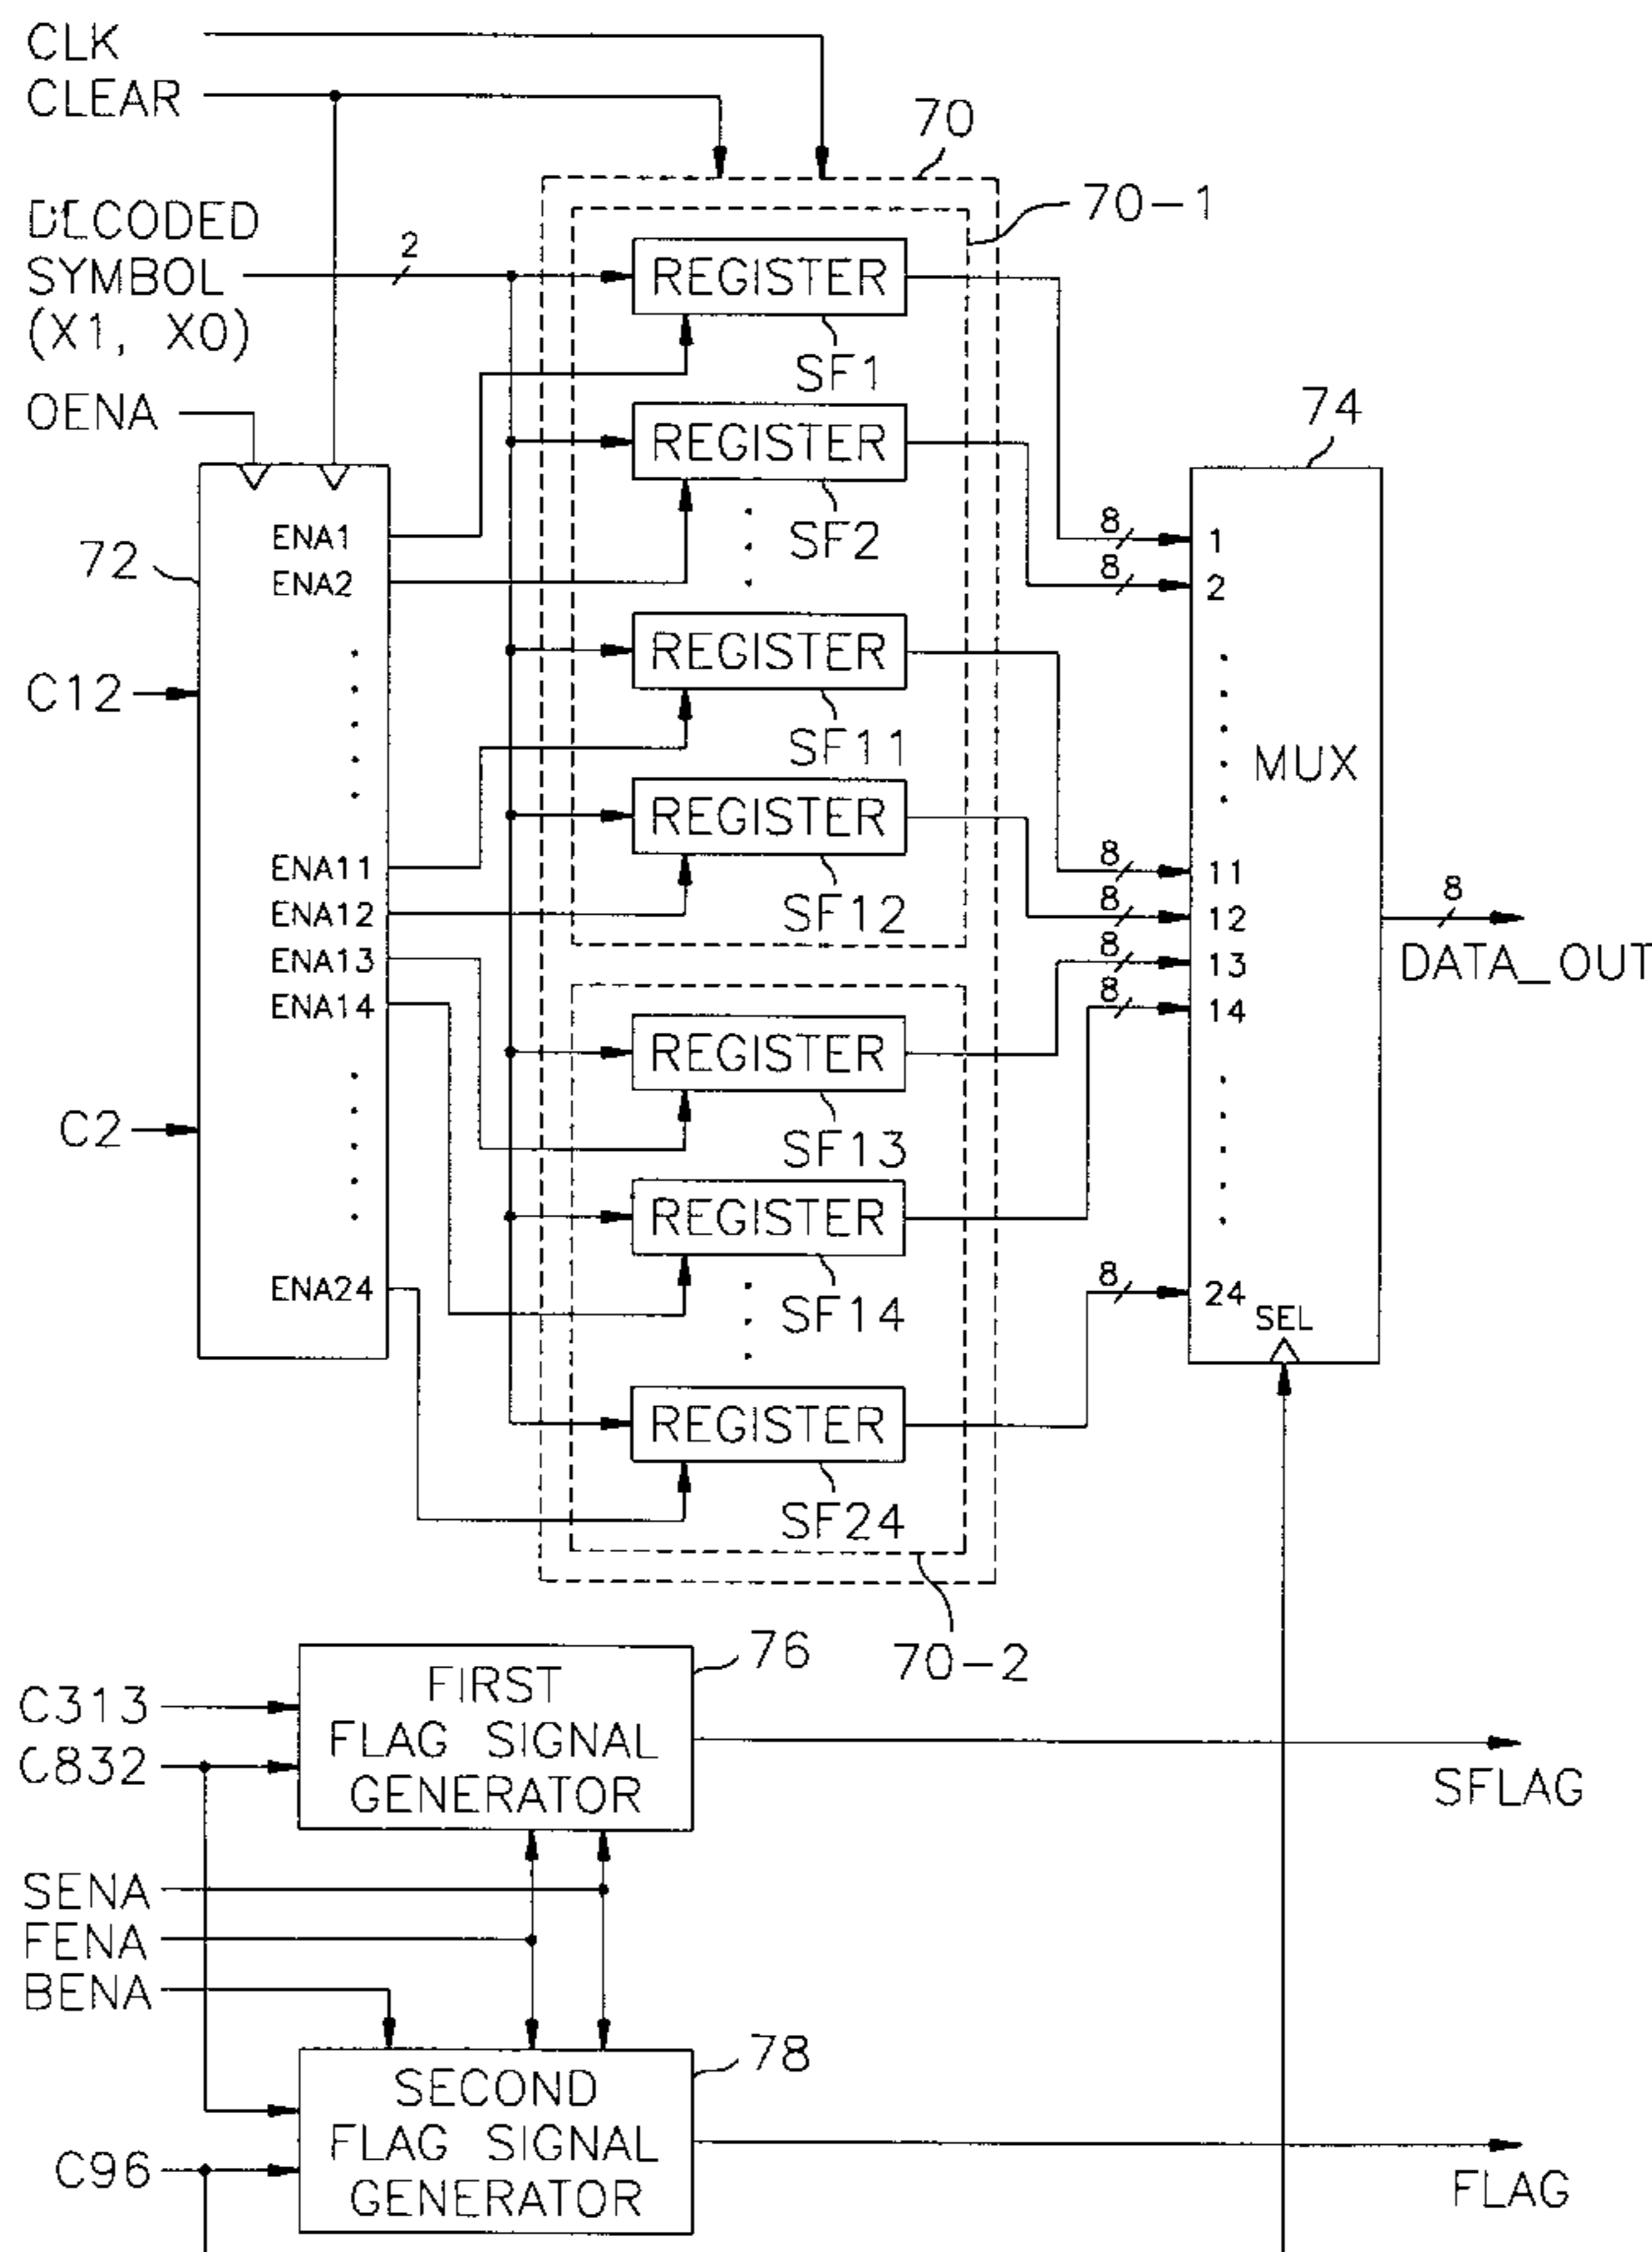 CLK
CLEAR
70
70-1
DECODED
SYMBOL
(X1, X0)
2
REGISTER
SF1
OENA
REGISTER
SF2
74
72
ENA1
ENA2
8
1
8
2
C12
REGISTER
SF11
MUX
REGISTER
SF12
ENA11
ENA12
ENA13
ENA14
8
11
8
12
8
13
8
14
8
DATA_OUT
REGISTER
SF13
C2
REGISTER
SF14
ENA24
8
24
SEL
REGISTER
SF24
70-2
76
C313
C832
FIRST
FLAG SIGNAL
GENERATOR
SFLAG
SENA
FENA
BENA
78
SECOND
FLAG SIGNAL
GENERATOR
C96
FLAG